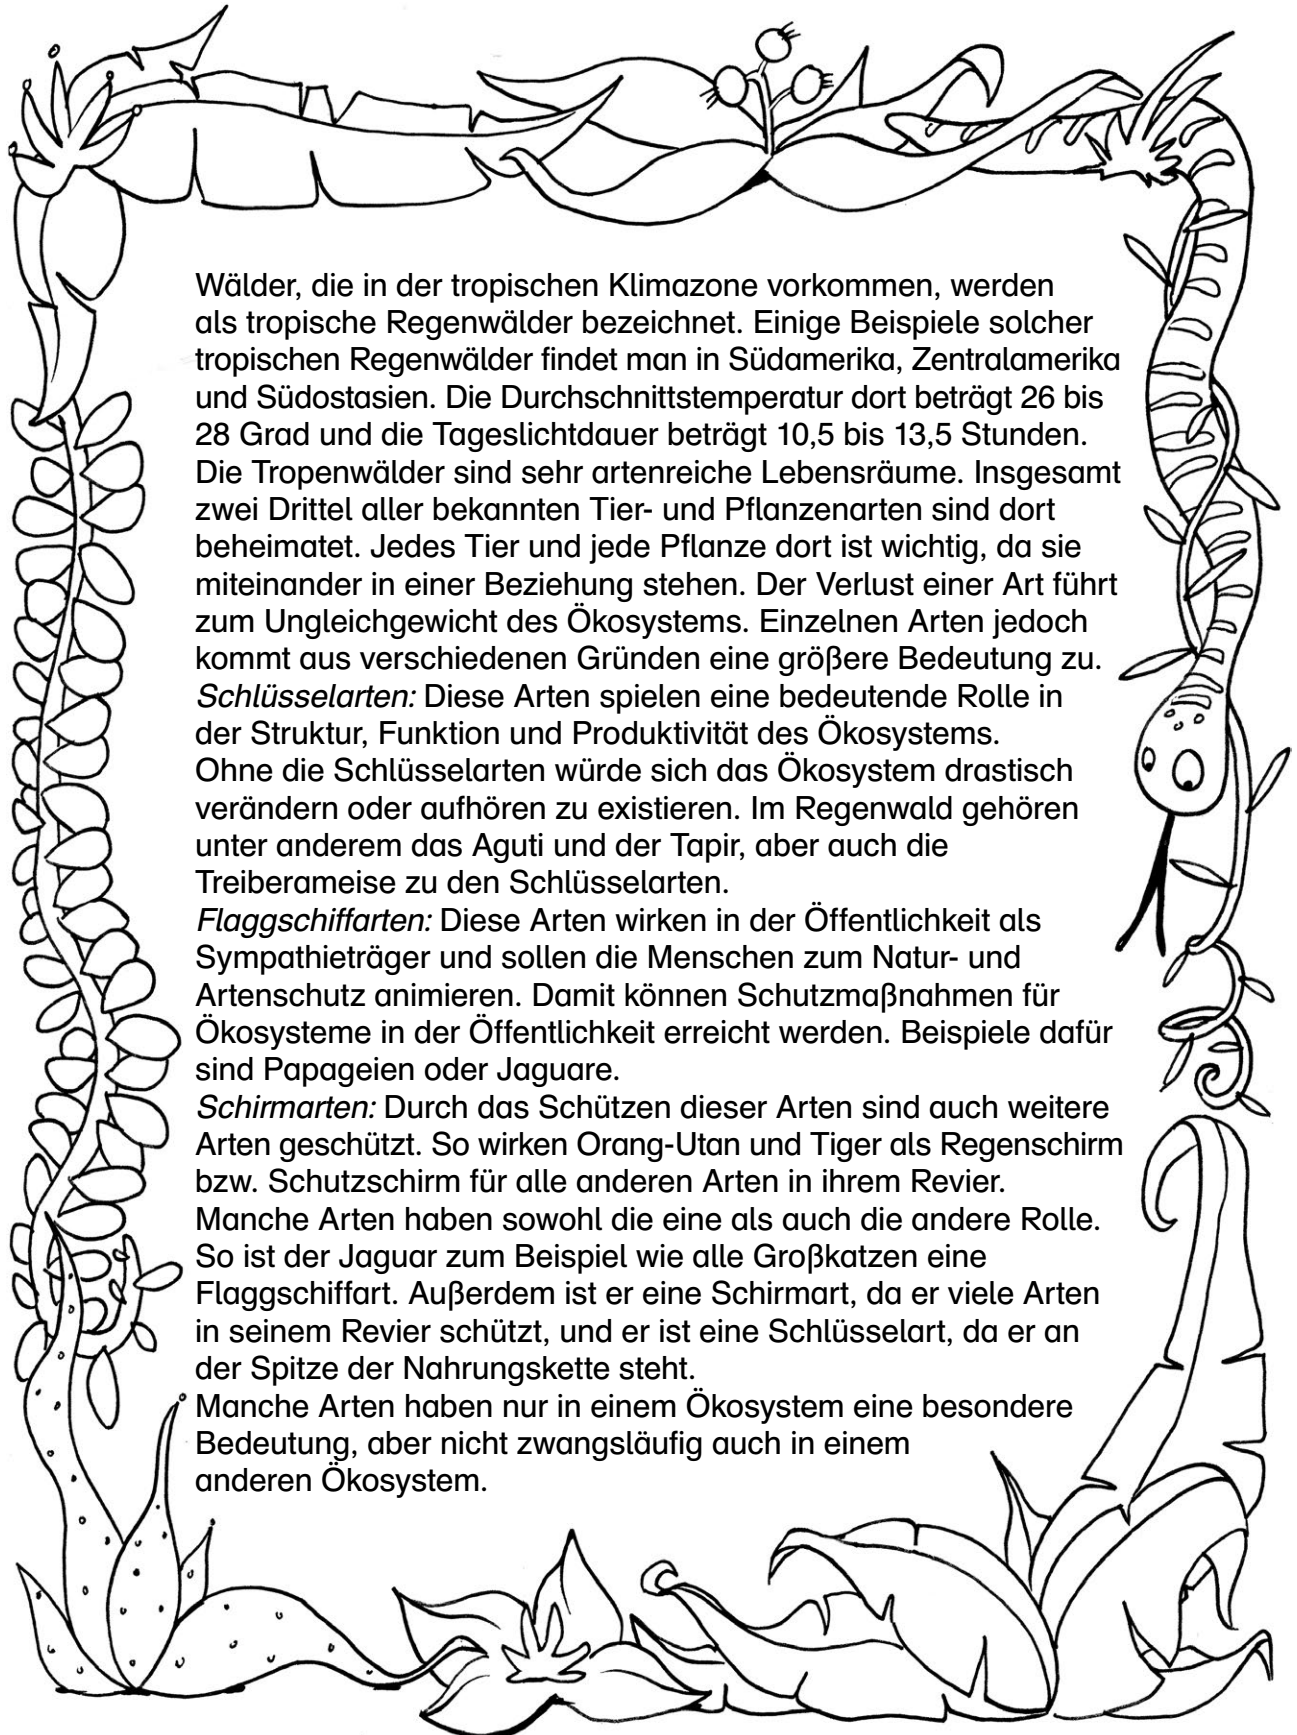 Wälder, die in der tropischen Klimazone vorkommen, werden
als tropische Regenwälder bezeichnet. Einige Beispiele solcher
tropischen Regenwälder findet man in Südamerika, Zentralamerika
und Südostasien. Die Durchschnittstemperatur dort beträgt 26 bis
28 Grad und die Tageslichtdauer beträgt 10,5 bis 13,5 Stunden.
Die Tropenwälder sind sehr artenreiche Lebensräume. Insgesamt
zwei Drittel aller bekannten Tier- und Pflanzenarten sind dort
beheimatet. Jedes Tier und jede Pflanze dort ist wichtig, da sie
miteinander in einer Beziehung stehen. Der Verlust einer Art führt
zum Ungleichgewicht des Ökosystems. Einzelnen Arten jedoch
kommt aus verschiedenen Gründen eine größere Bedeutung zu.
Schlüsselarten: Diese Arten spielen eine bedeutende Rolle in
der Struktur, Funktion und Produktivität des Ökosystems.
Ohne die Schlüsselarten würde sich das Ökosystem drastisch
verändern oder aufhören zu existieren. Im Regenwald gehören
unter anderem das Aguti und der Tapir, aber auch die
Treiberameise zu den Schlüsselarten.
Flaggschiffarten: Diese Arten wirken in der Öffentlichkeit als
Sympathieträger und sollen die Menschen zum Natur- und
Artenschutz animieren. Damit können Schutzmaßnahmen für
Ökosysteme in der Öffentlichkeit erreicht werden. Beispiele dafür
sind Papageien oder Jaguare.
Schirmarten: Durch das Schützen dieser Arten sind auch weitere
Arten geschützt. So wirken Orang-Utan und Tiger als Regenschirm
bzw. Schutzschirm für alle anderen Arten in ihrem Revier.
Manche Arten haben sowohl die eine als auch die andere Rolle.
So ist der Jaguar zum Beispiel wie alle Großkatzen eine
Flaggschiffart. Außerdem ist er eine Schirmart, da er viele Arten
in seinem Revier schützt, und er ist eine Schlüsselart, da er an
der Spitze der Nahrungskette steht.
Manche Arten haben nur in einem Ökosystem eine besondere
Bedeutung, aber nicht zwangsläufig auch in einem
anderen Ökosystem.